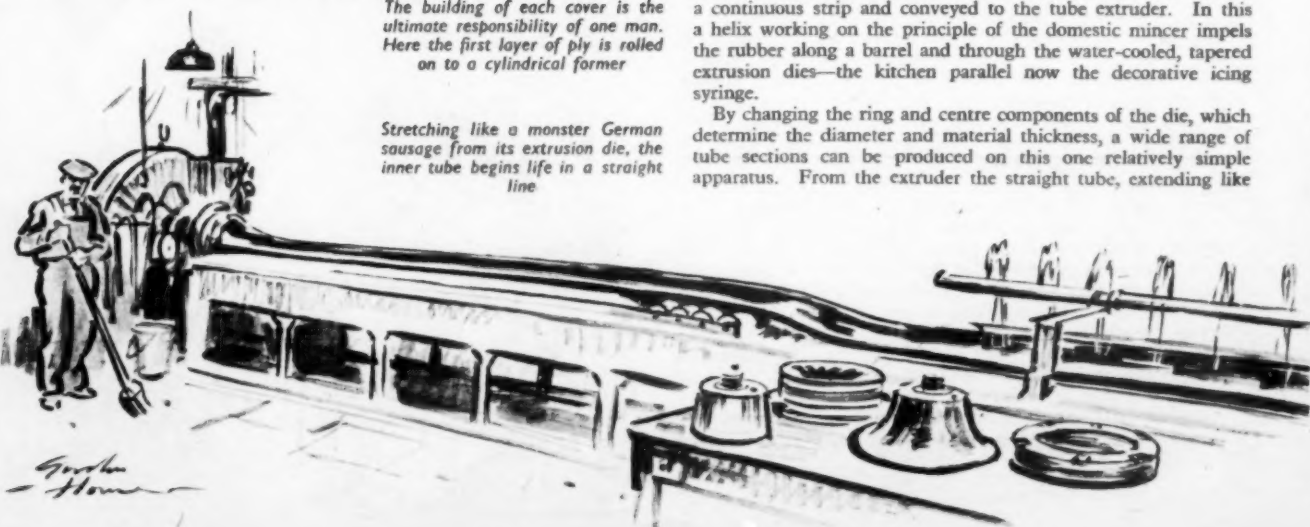 The building of each cover is the
ultimate responsibility of one man.
Here the first layer of ply is rolled
on to a cylindrical former
Stretching like a monster German
sausage from its extrusion die, the
inner tube begins life in a straight
line
a continuous strip and conveyed to the tube extruder. In this
a helix working on the principle of the domestic mincer impels
the rubber along a barrel and through the water-cooled, tapered
extrusion dies—the kitchen parallel now the decorative icing
syringe.
By changing the ring and centre components of the die, which
determine the diameter and material thickness, a wide range of
tube sections can be produced on this one relatively simple
apparatus. From the extruder the straight tube, extending like